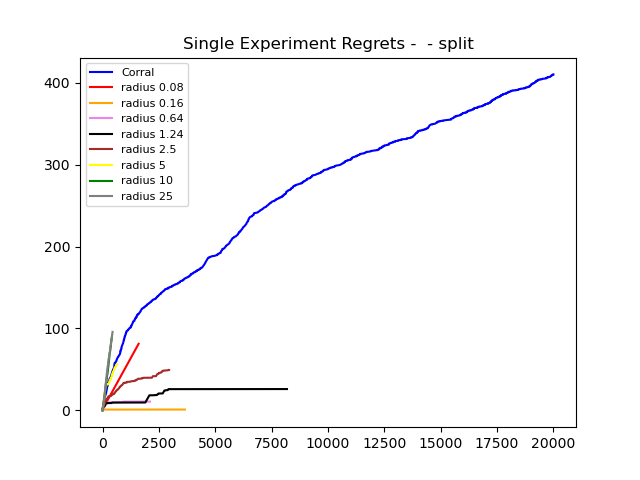 Single Experiment Regrets -  - split
Corral
radius 0.08
radius 0.16
radius 0.64
radius 1.24
radius 2.5
radius 5
radius 10
radius 25
400
300
200
100
0
0 2500 5000 7500 10000 12500 15000 17500 20000